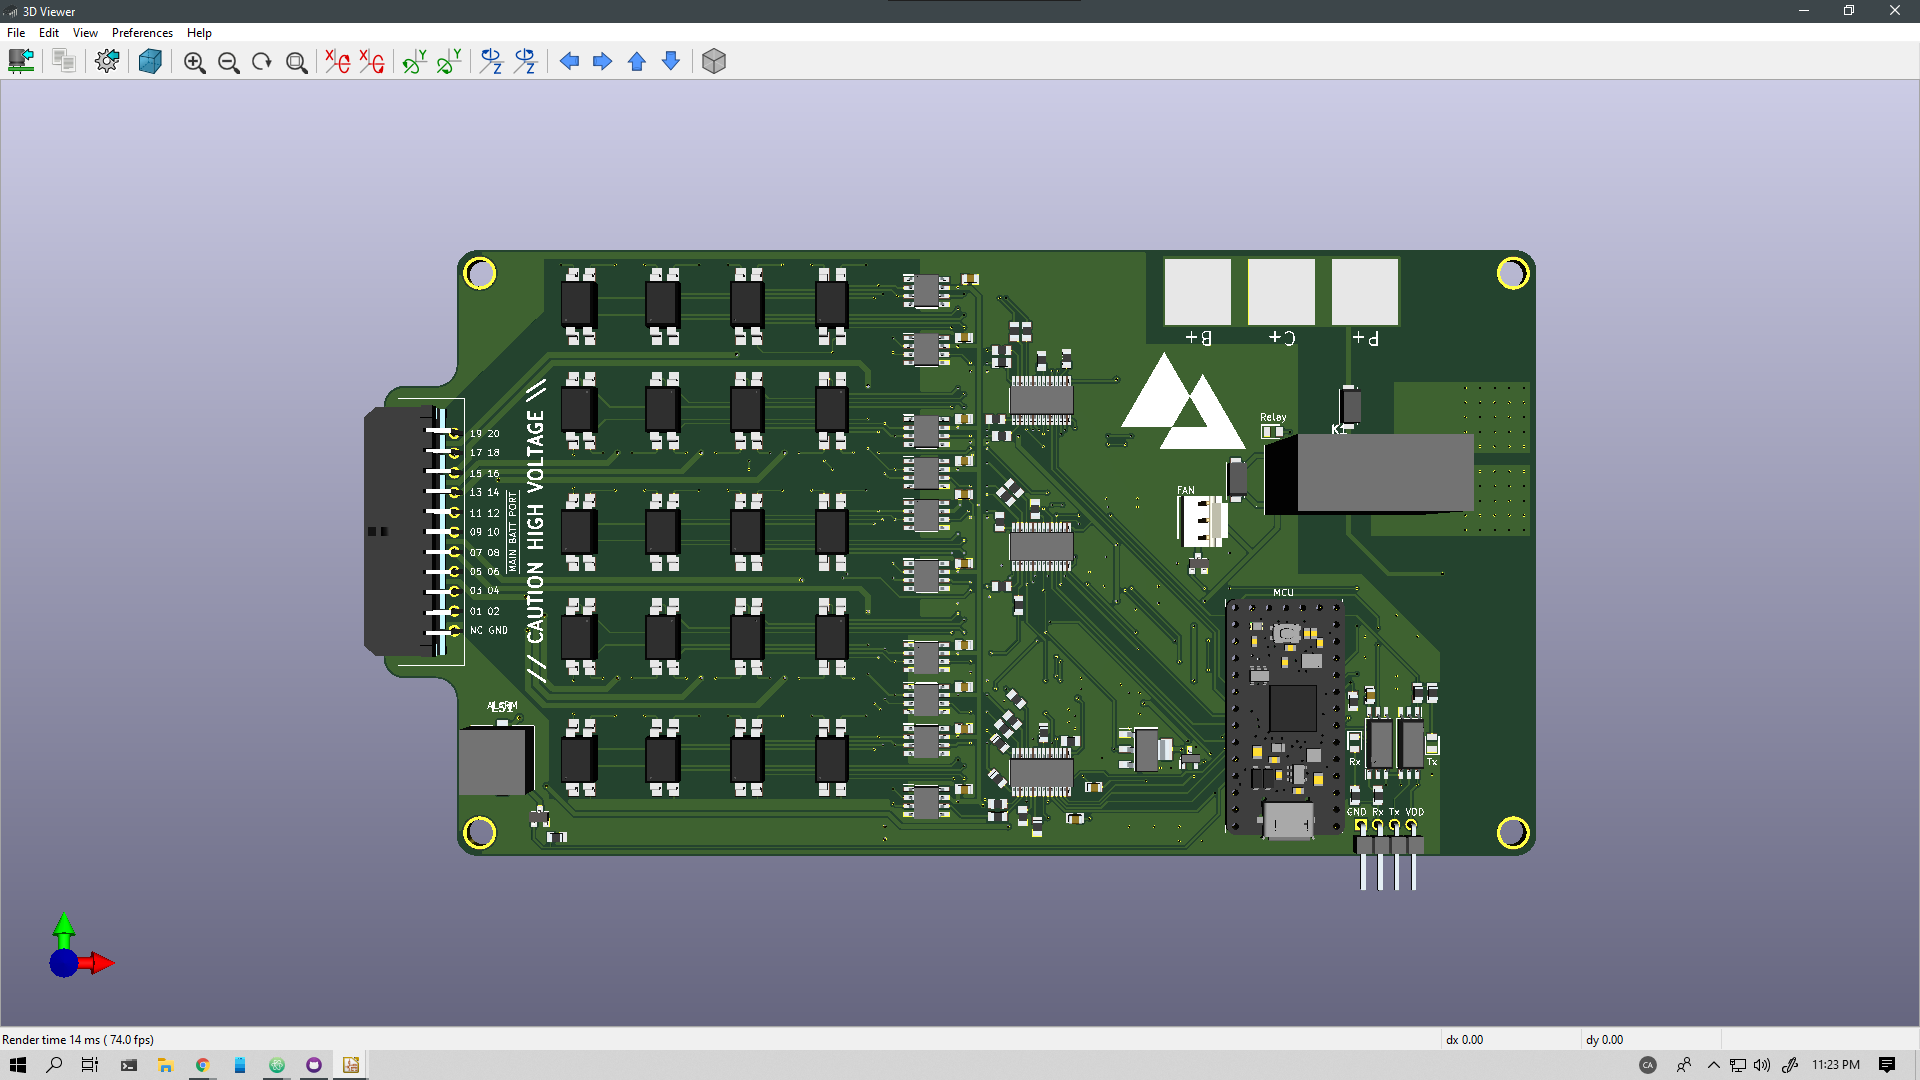 3D Viewer
File Edit View Preferences Help
B+ C+ P+
Relay
K1
FAN
19 20
17 18
15 16
13 14
11 12
09 10
07 08
05 06
03 04
01 02
NC GND
MAIN BATT PORT
// CAUTION HIGH VOLTAGE //
MCU
ALARM
LS1
Rx Tx
GND Rx Tx VDD
Render time 14 ms ( 74.0 fps)
dx 0.00
dy 0.00
CA
11:23 PM